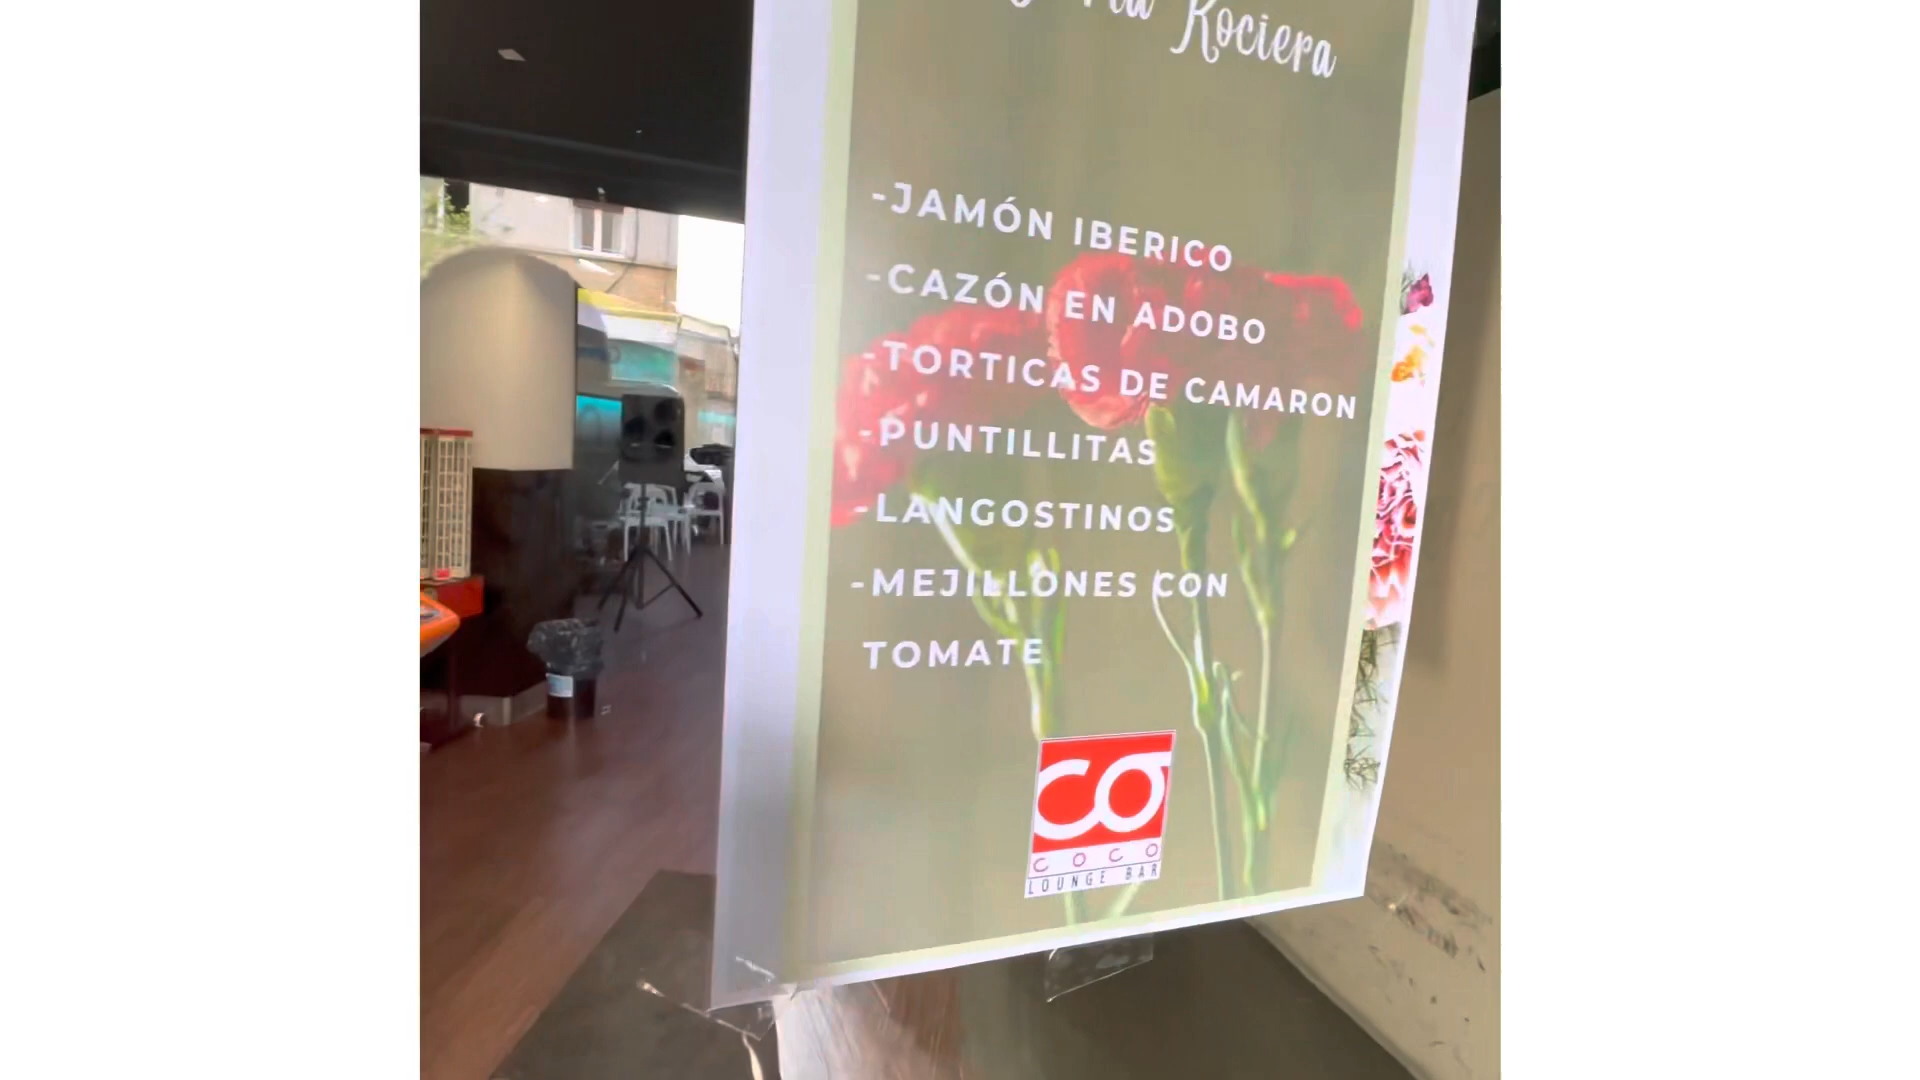 Rociera
-JAMÓN IBERICO
-CAZÓN EN ADOBO
-TORTICAS DE CAMARON
-PUNTILLITAS
-LANGOSTINOS
-MEJILLONES CON
TOMATE
CO
COCO
LOUNGE BAR